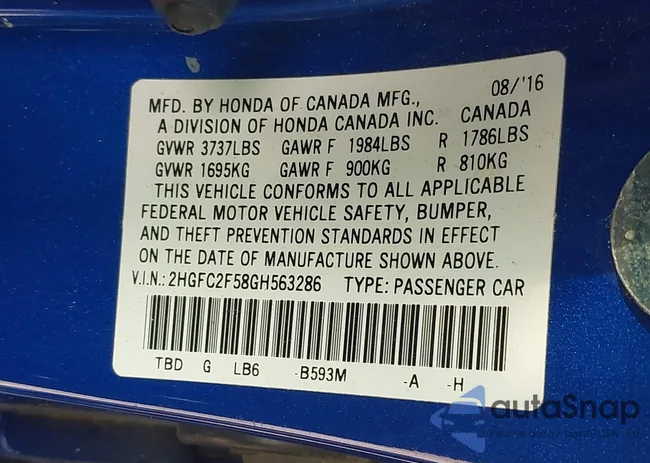 08/'16
MFD. BY HONDA OF CANADA MFG.,
A DIVISION OF HONDA CANADA INC. CANADA
GVWR 3737LBS GAWR F 1984LBS R 1786LBS
GVWR 1695KG GAWR F 900KG R 810KG
THIS VEHICLE CONFORMS TO ALL APPLICABLE
FEDERAL MOTOR VEHICLE SAFETY, BUMPER,
AND THEFT PREVENTION STANDARDS IN EFFECT
ON THE DATE OF MANUFACTURE SHOWN ABOVE.
V.I.N.: 2HGFC2F58GH563286 TYPE: PASSENGER CAR
TBD G LB6 -B593M -A -H
autoSnap